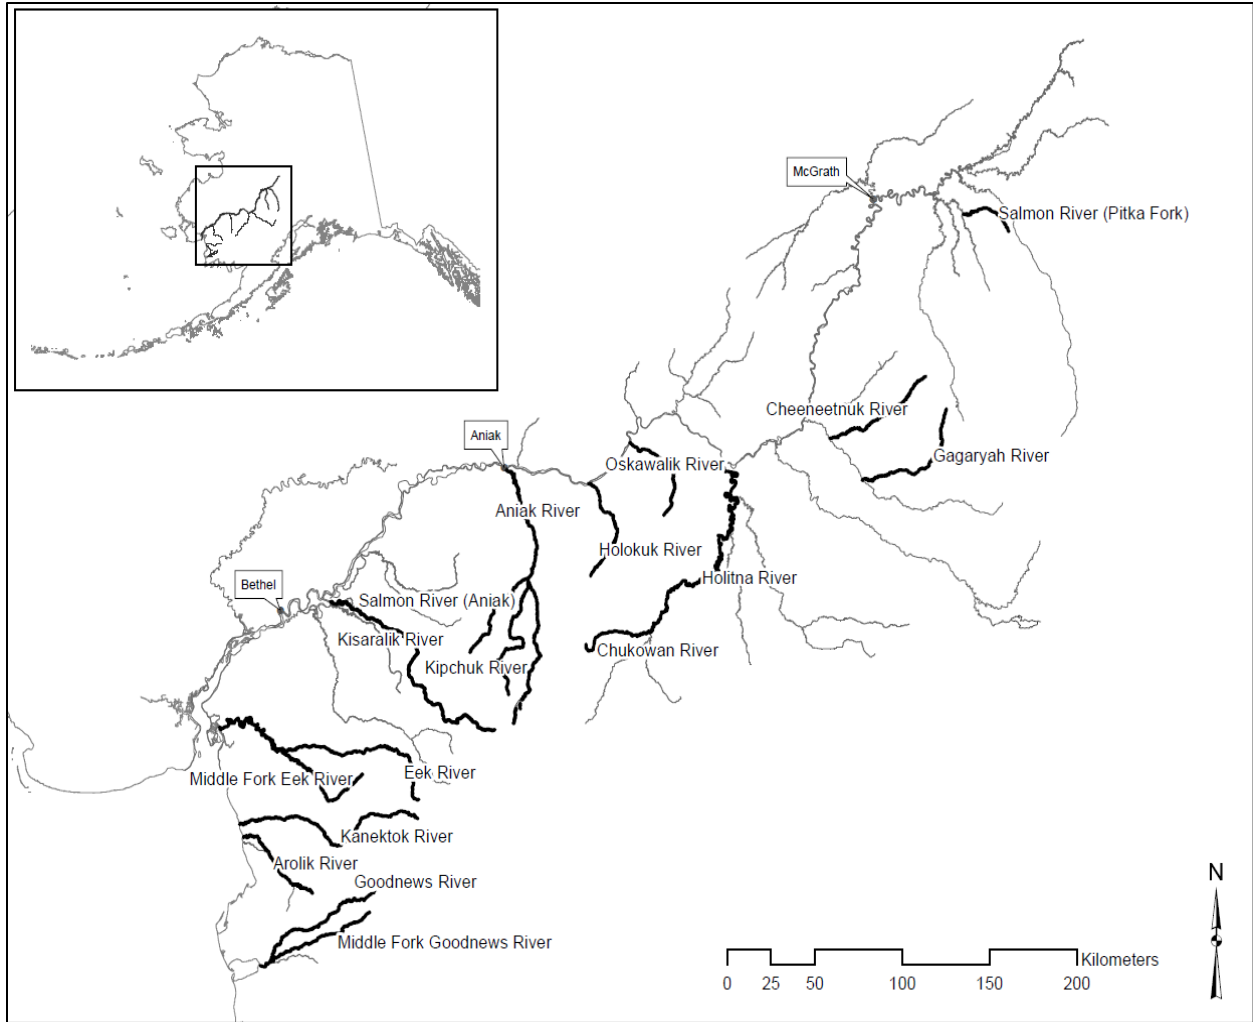 McGrath
Salmon River (Pitka Fork)
Cheeneetnuk River
Aniak
Oskawalik River
Gagaryah River
Aniak River
Holokuk River
Holitna River
Bethel
Salmon River (Aniak)
Kisaralik River
Chukowan River
Kipchuk River
Middle Fork Eek River
Eek River
Kanektok River
Arolik River
Goodnews River
Middle Fork Goodnews River
N
Kilometers
0 25 50 100 150 200